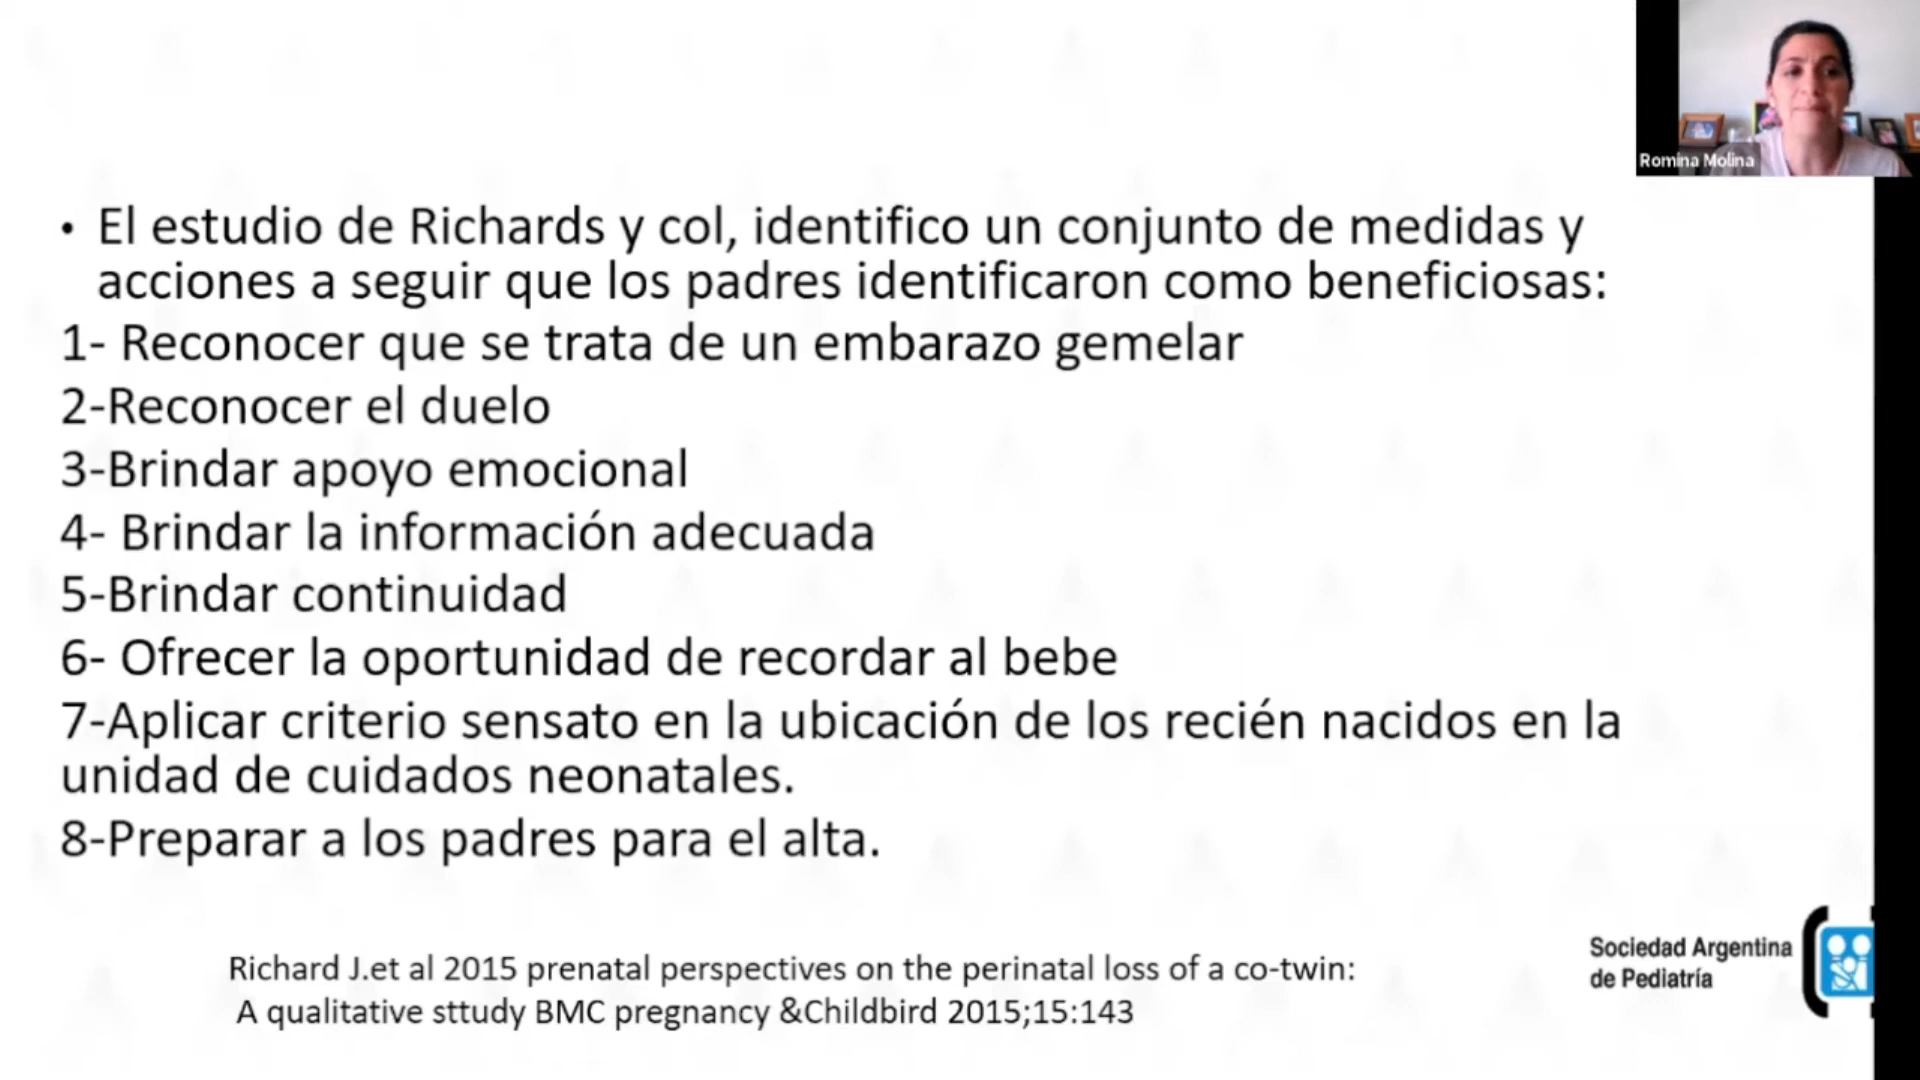 Romina Molina
• El estudio de Richards y col, identifico un conjunto de medidas y
acciones a seguir que los padres identificaron como beneficiosas:
1- Reconocer que se trata de un embarazo gemelar
2-Reconocer el duelo
3-Brindar apoyo emocional
4- Brindar la información adecuada
5-Brindar continuidad
6- Ofrecer la oportunidad de recordar al bebe
7-Aplicar criterio sensato en la ubicación de los recién nacidos en la
unidad de cuidados neonatales.
8-Preparar a los padres para el alta.
Richard J.et al 2015 prenatal perspectives on the perinatal loss of a co-twin:
A qualitative sttudy BMC pregnancy &Childbird 2015;15:143
Sociedad Argentina
de Pediatría